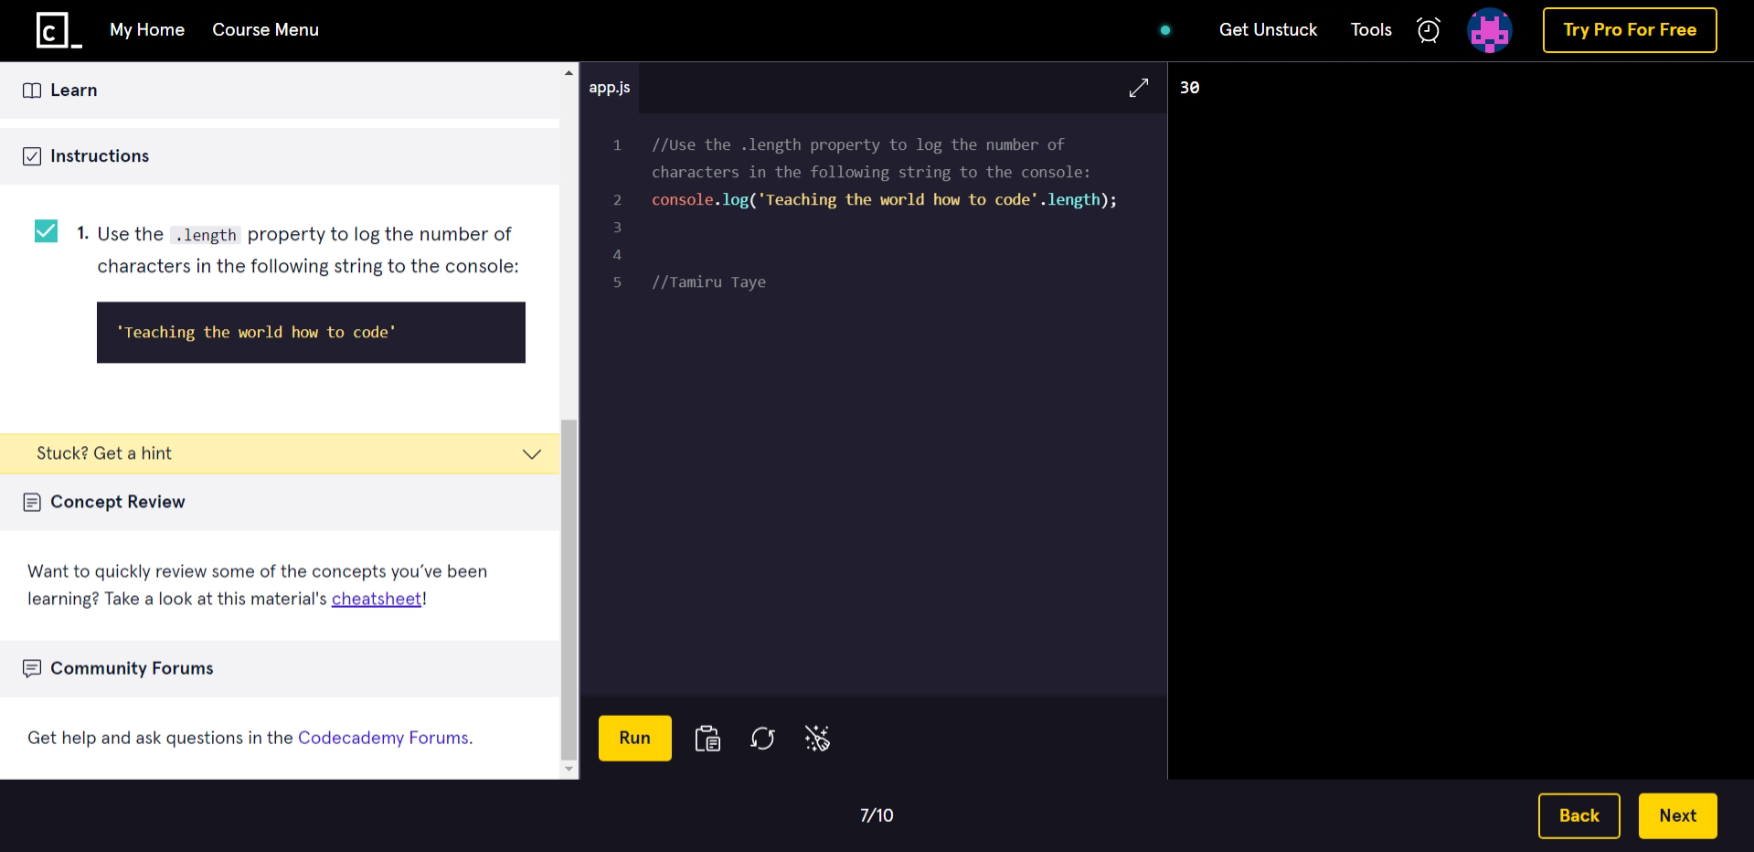 C_ My Home Course Menu Get Unstuck Tools Try Pro For Free
Learn
Instructions
1. Use the .length property to log the number of
characters in the following string to the console:
'Teaching the world how to code'
Stuck? Get a hint
Concept Review
Want to quickly review some of the concepts you’ve been
learning? Take a look at this material's cheatsheet!
Community Forums
Get help and ask questions in the Codecademy Forums.
app.js
1 //Use the .length property to log the number of
characters in the following string to the console:
2 console.log('Teaching the world how to code'.length);
3
4
5 //Tamiru Taye
Run
30
7/10
Back Next